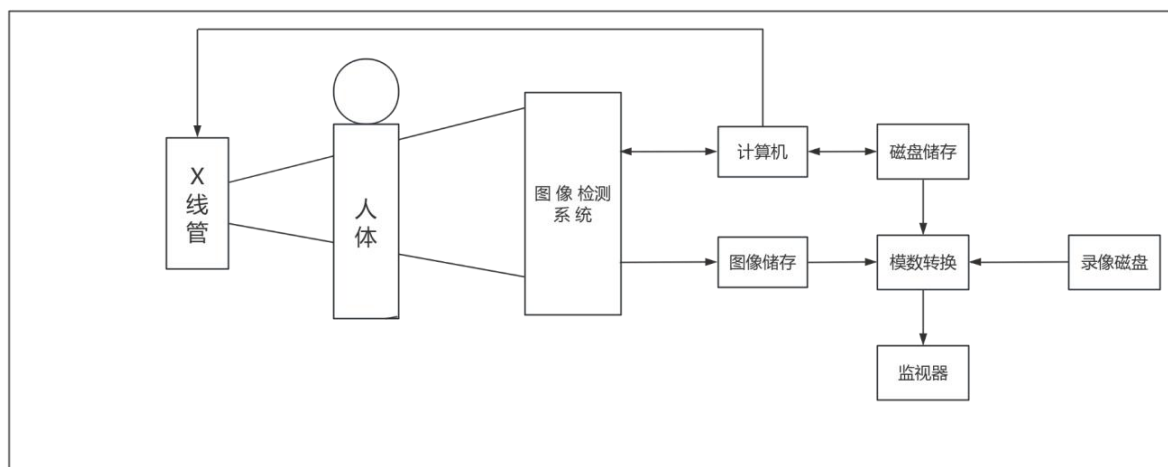 X
线
管
人
体
图 像 检测
系 统
计算机
磁盘储存
图像储存
模数转换
录像磁盘
监视器